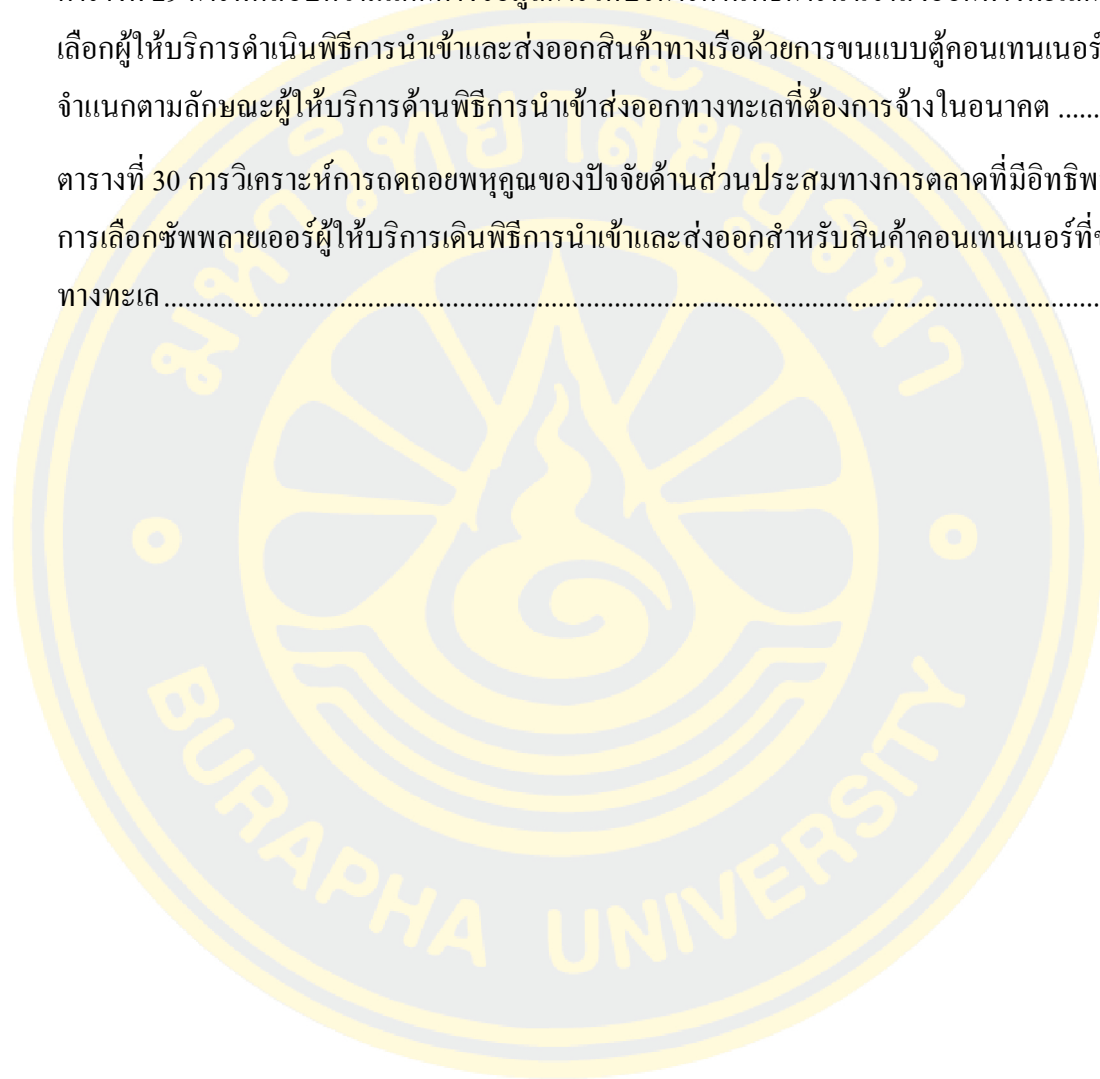 เลือกผู้ให้บริการดำเนินพิธีการนำเข้าและส่งออกสินค้าทางเรือด้วยการขนแบบตู้คอนเทนเนอร์
จำแนกตามลักษณะผู้ให้บริการด้านพิธีการนำเข้าส่งออกทางทะเลที่ต้องการจ้างในอนาคต ......
ตารางที่ 30 การวิเคราะห์การถดถอยพหุคูณของปัจจัยด้านส่วนประสมทางการตลาดที่มีอิทธิพ
การเลือกซัพพลายเออร์ผู้ให้บริการเดินพิธีการนำเข้าและส่งออกสำหรับสินค้าคอนเทนเนอร์ที่ข
ทางทะเล ........................................................................
มหาวิทยาลัยบูรพา
BURAPHA UNIVERSITY